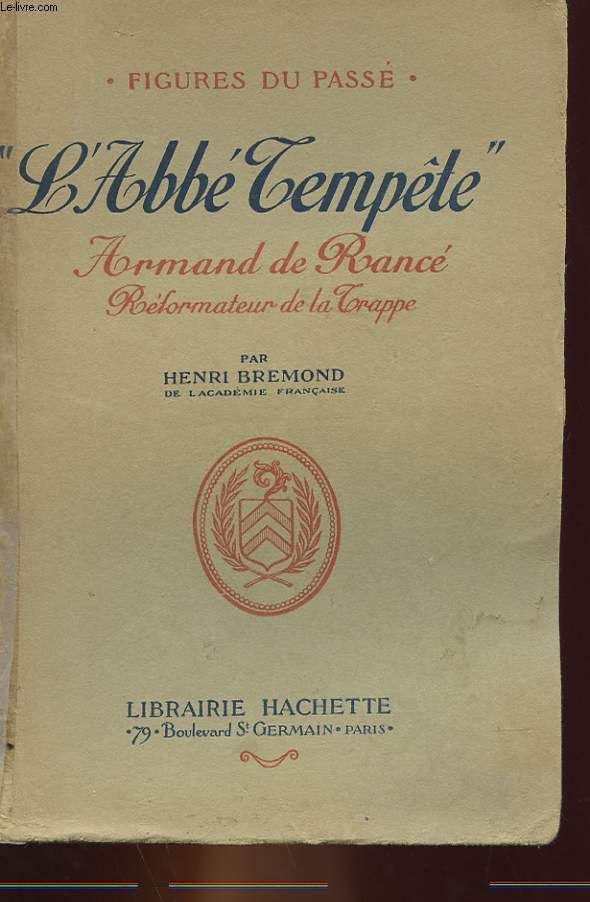 Le-livre.com
• FIGURES DU PASSÉ •
"L'Abbé Tempête"
Armand de Rancé
Réformateur de la Trappe
PAR
HENRI BREMOND
DE L'ACADÉMIE FRANÇAISE
LIBRAIRIE HACHETTE
•79• Boulevard St GERMAIN • PARIS •